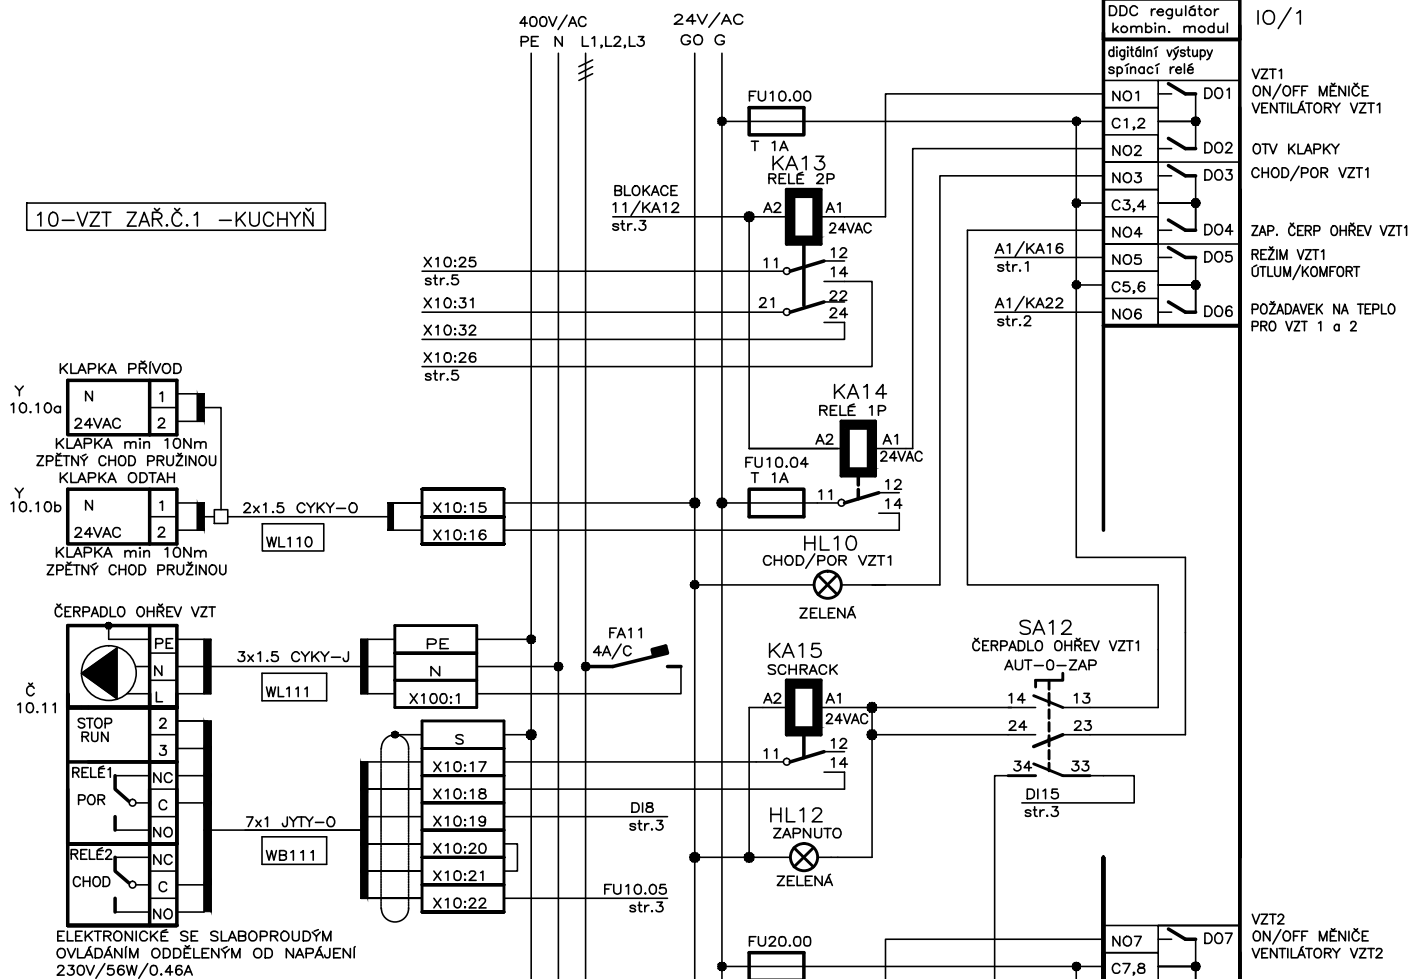 400V/AC
PE N L1,L2,L3
24V/AC
G0 G
DDC regulátor
kombin. modul
IO/1
digitální výstupy
spínací relé
FU10.00
T 1A
NO1
DO1
C1,2
NO2
DO2
NO3
DO3
C3,4
NO4
DO4
NO5
DO5
C5,6
NO6
DO6
VZT1
ON/OFF MĚNIČE
VENTILÁTORY VZT1
OTV KLAPKY
CHOD/POR VZT1
ZAP. ČERP OHŘEV VZT1
REŽIM VZT1
ÚTLUM/KOMFORT
POŽADAVEK NA TEPLO
PRO VZT 1 a 2
A1/KA16
str.1
A1/KA22
str.2
10-VZT ZAŘ.Č.1 -KUCHYŇ
KA13
RELÉ 2P
BLOKACE
11/KA12
str.3
A2
A1
24VAC
11
12
14
21
22
24
X10:25
str.5
X10:31
X10:32
X10:26
str.5
KLAPKA PŘÍVOD
Y
10.10a
N
1
24VAC
2
KLAPKA min 10Nm
ZPĚTNÝ CHOD PRUŽINOU
KLAPKA ODTAH
Y
10.10b
N
1
24VAC
2
KLAPKA min 10Nm
ZPĚTNÝ CHOD PRUŽINOU
2x1.5 CYKY-O
WL110
X10:15
X10:16
KA14
RELÉ 1P
A2
A1
24VAC
FU10.04
T 1A
11
12
14
HL10
CHOD/POR VZT1
ZELENÁ
ČERPADLO OHŘEV VZT
Č
10.11
PE
N
L
3x1.5 CYKY-J
WL111
PE
N
X100:1
FA11
4A/C
STOP
RUN
2
3
RELÉ1
POR
NC
C
NO
RELÉ2
CHOD
NC
C
NO
7x1 JYTY-O
WB111
S
X10:17
X10:18
X10:19
X10:20
X10:21
X10:22
DI8
str.3
FU10.05
str.3
KA15
SCHRACK
A2
A1
24VAC
11
12
14
HL12
ZAPNUTO
ZELENÁ
SA12
ČERPADLO OHŘEV VZT1
AUT-0-ZAP
14
13
24
23
34
33
DI15
str.3
ELEKTRONICKÉ SE SLABOPROUDÝM
OVLÁDÁNÍM ODDĚLENÝM OD NAPÁJENÍ
230V/56W/0.46A
FU20.00
NO7
DO7
C7,8
VZT2
ON/OFF MĚNIČE
VENTILÁTORY VZT2